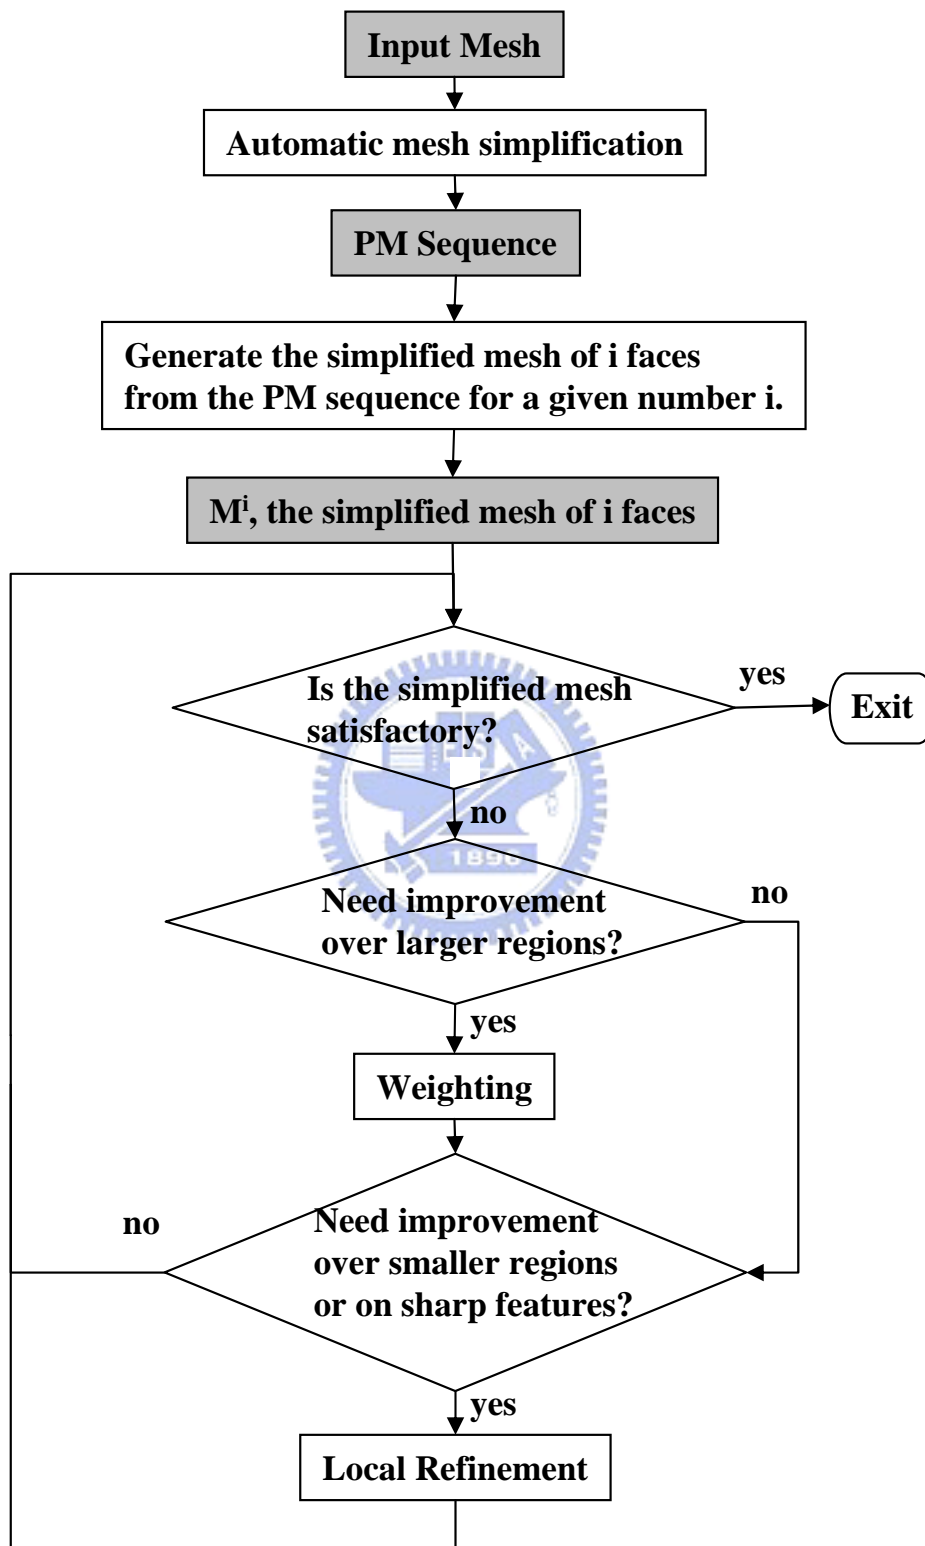 Input Mesh
Automatic mesh simplification
PM Sequence
Generate the simplified mesh of i faces
from the PM sequence for a given number i.
Mⁱ, the simplified mesh of i faces
Is the simplified mesh
satisfactory?
yes
Exit
no
1896
Need improvement
over larger regions?
no
yes
Weighting
Need improvement
over smaller regions
or on sharp features?
no
yes
Local Refinement